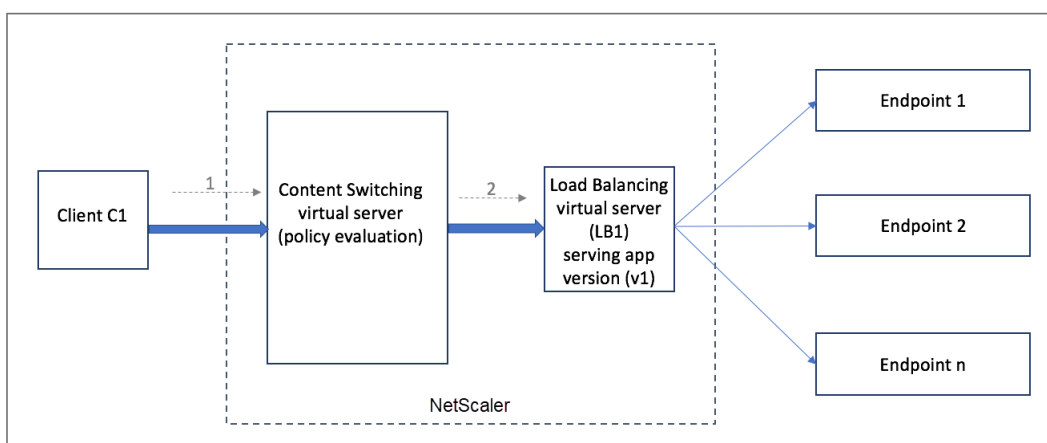 Client C1
1
Content Switching
virtual server
(policy evaluation)
2
Load Balancing
virtual server
(LB1)
serving app
version (v1)
Endpoint 1
Endpoint 2
Endpoint n
NetScaler